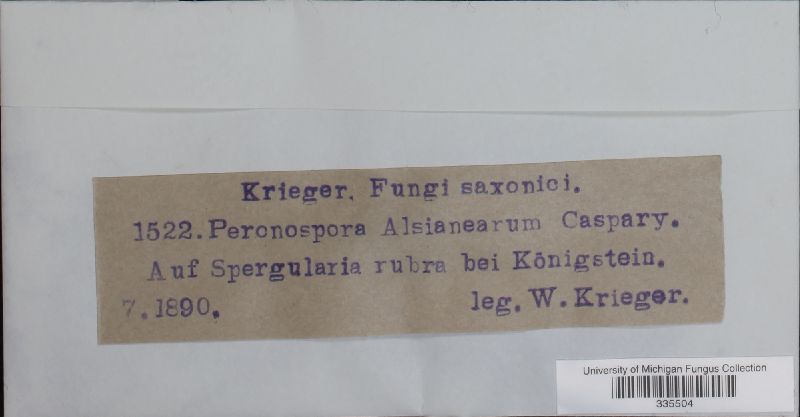 Krieger, Fungi saxonici.
1522. Peronospora Alsianearum Caspary.
Auf Spergularia rubra bei Königstein.
7. 1890. leg. W. Krieger.
University of Michigan Fungus Collection
335504